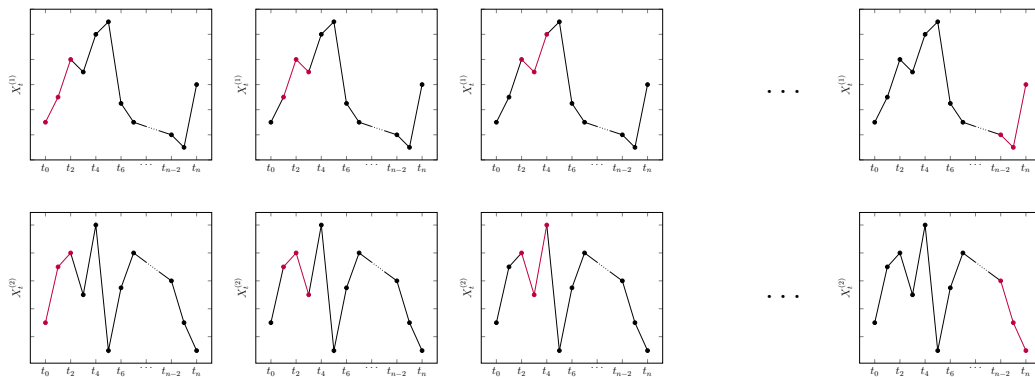 X_t^{(1)} X_t^{(1)} X_t^{(1)} X_t^{(1)}
t_0 t_2 t_4 t_6 ⋯ t_{n−2} t_n t_0 t_2 t_4 t_6 ⋯ t_{n−2} t_n t_0 t_2 t_4 t_6 ⋯ t_{n−2} t_n t_0 t_2 t_4 t_6 ⋯ t_{n−2} t_n
X_t^{(2)} X_t^{(2)} X_t^{(2)} X_t^{(2)}
t_0 t_2 t_4 t_6 ⋯ t_{n−2} t_n t_0 t_2 t_4 t_6 ⋯ t_{n−2} t_n t_0 t_2 t_4 t_6 ⋯ t_{n−2} t_n t_0 t_2 t_4 t_6 ⋯ t_{n−2} t_n